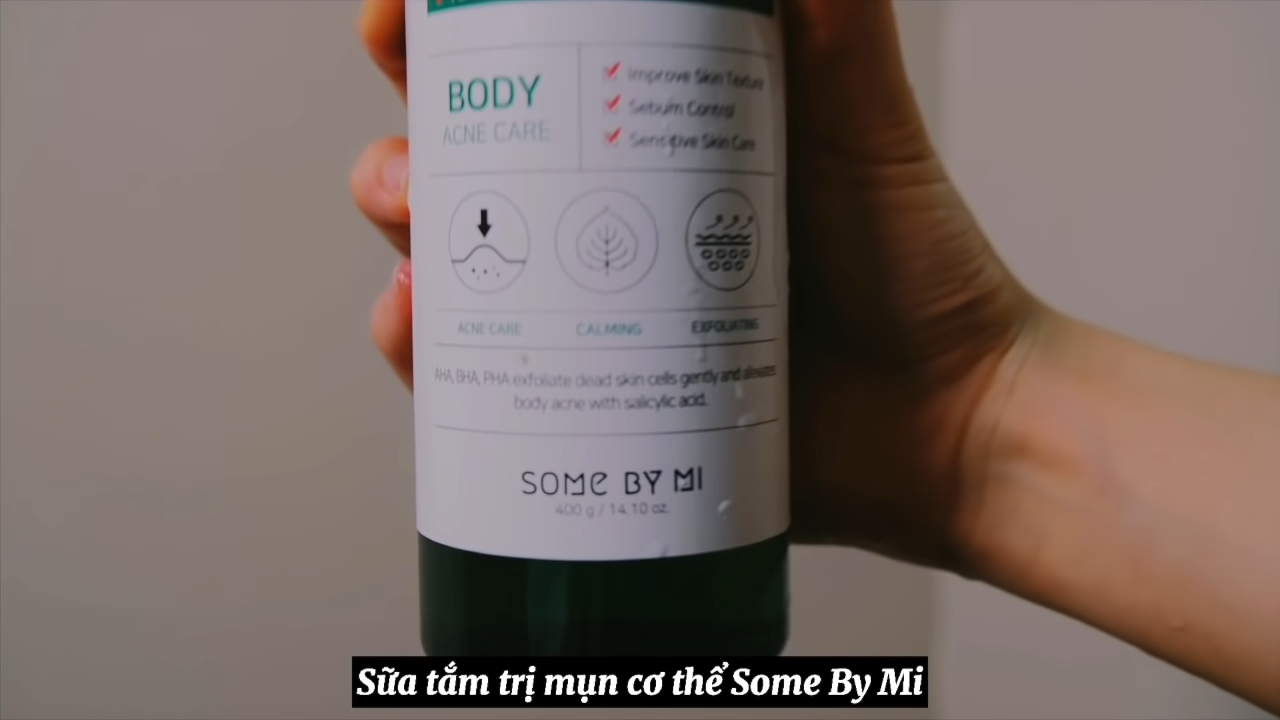 BODY
ACNE CARE
Improve Skin Texture
Sebum Control
Sensitive Skin Care
ACNE CARE
CALMING
EXFOLIATING
AHA, BHA, PHA exfoliate dead skin cells gently and alleviates
body acne with salicylic acid.
SOME BY MI
400 g / 14.10 oz.
Sữa tắm trị mụn cơ thể Some By Mi